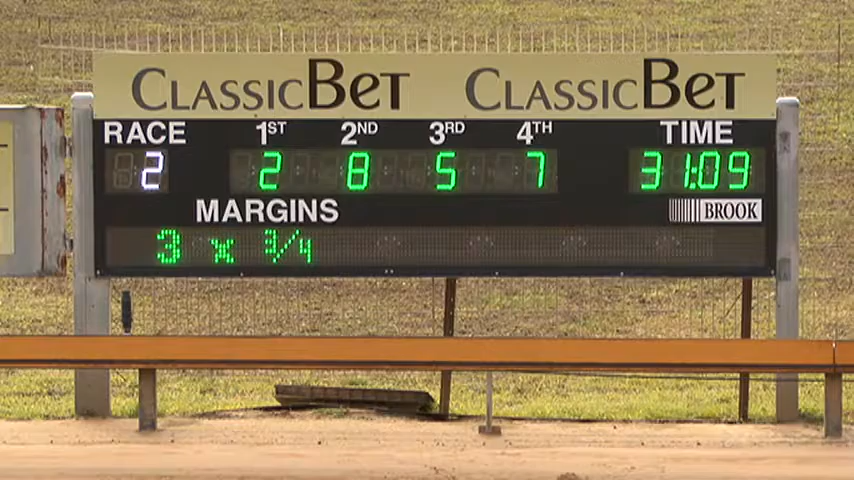 CLASSICBET CLASSICBET
RACE 1ST 2ND 3RD 4TH TIME
2 2 8 5 7 31:09
MARGINS BROOK
3 x 3/4